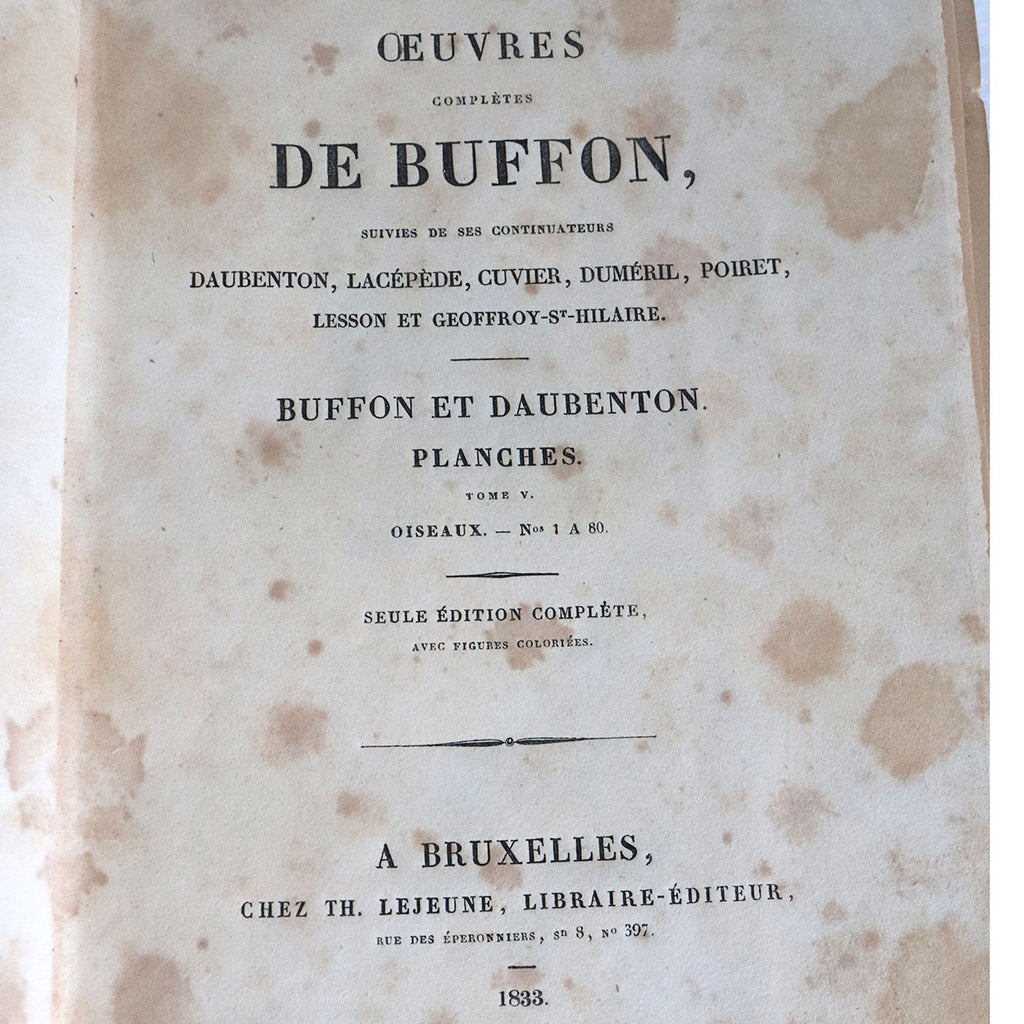 ŒUVRES
COMPLÈTES
DE BUFFON,
SUIVIES DE SES CONTINUATEURS
DAUBENTON, LACÉPÈDE, CUVIER, DUMÉRIL, POIRET,
LESSON ET GEOFFROY-Sᵀ-HILAIRE.
BUFFON ET DAUBENTON.
PLANCHES.
TOME V.
OISEAUX. — Nᵒˢ 1 A 80.
SEULE ÉDITION COMPLÈTE,
AVEC FIGURES COLORIÉES.
A BRUXELLES,
CHEZ TH. LEJEUNE, LIBRAIRE-ÉDITEUR,
RUE DES ÉPERONNIERS, Sⁿ 8, Nᵒ 397.
1833.